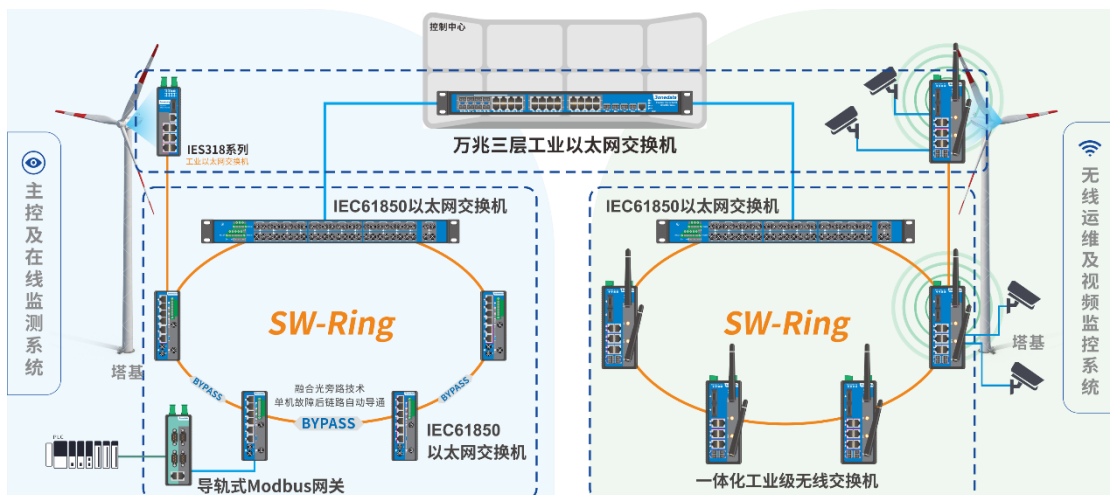 控制中心
万兆三层工业以太网交换机
IES318系列
工业以太网交换机
主控及在线监测系统
无线运维及视频监控系统
IEC61850以太网交换机
IEC61850以太网交换机
SW-Ring
SW-Ring
塔基
塔基
BYPASS
融合光旁路技术
单机故障后链路自动导通
BYPASS
BYPASS
IEC61850
以太网交换机
PLC
导轨式Modbus网关
一体化工业级无线交换机